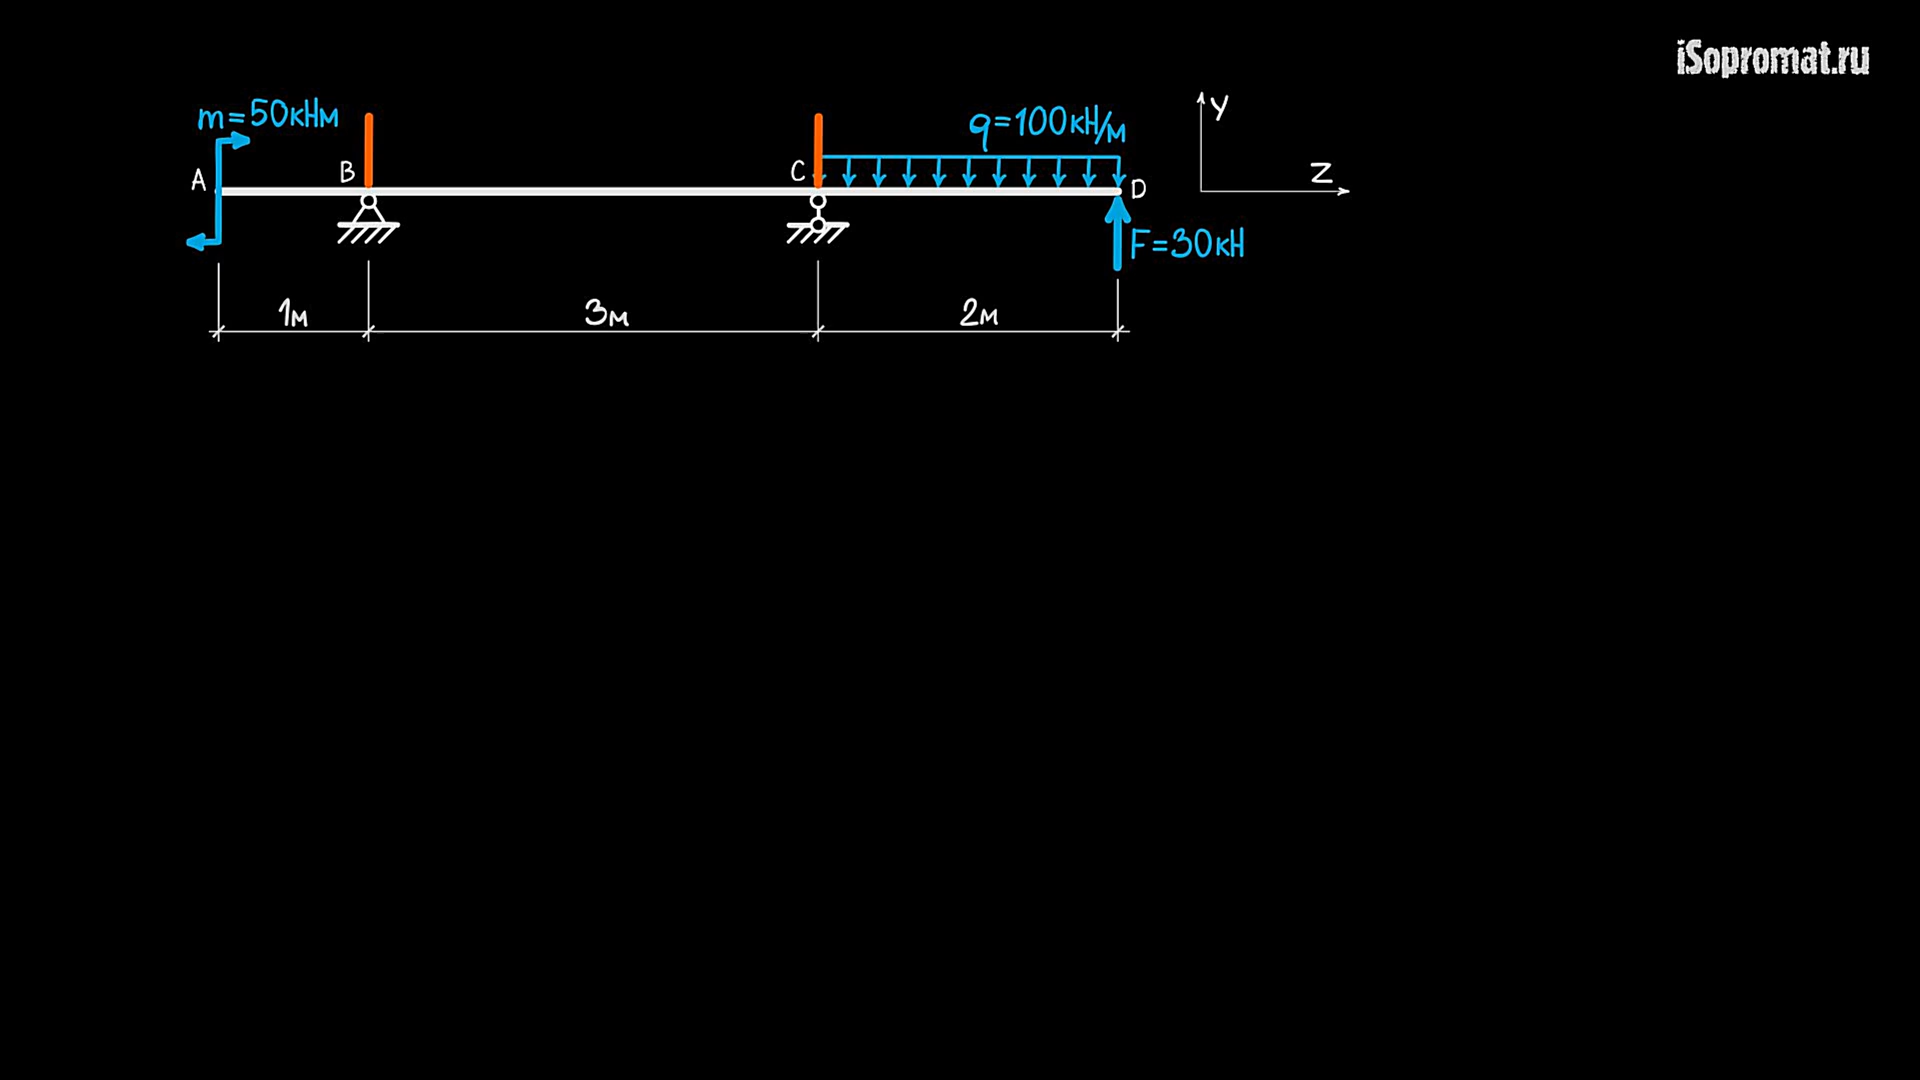 iSopromat.ru
m=50кНм
q=100кН/м
y
A
B
C
D
z
F=30кН
1м
3м
2м